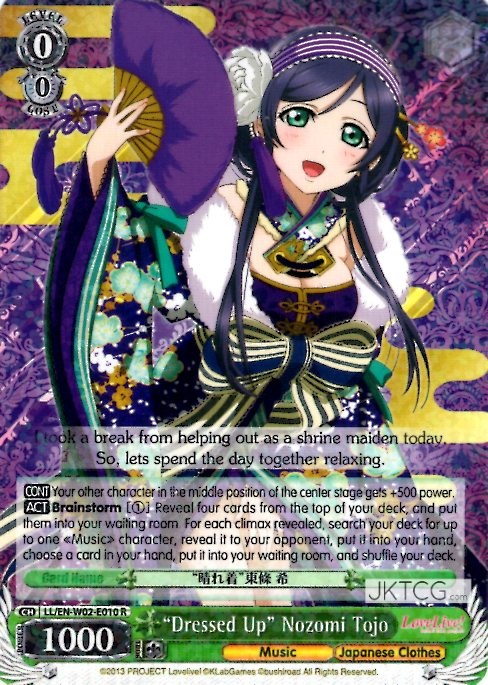 LEVEL
0
0
COST
I took a break from helping out as a shrine maiden today.
So, lets spend the day together relaxing.
CONT Your other character in the middle position of the center stage gets +500 power.
ACT Brainstorm [①] Reveal four cards from the top of your deck, and put
them into your waiting room. For each climax revealed, search your deck for up
to one «Music» character, reveal it to your opponent, put it into your hand,
choose a card in your hand, put it into your waiting room, and shuffle your deck.
Card Name
"晴れ着"東條 希
JKTCG.com
CH LL/EN-W02-E010 R
1000
"Dressed Up" Nozomi Tojo
LoveLive!
Music
Japanese Clothes
©2013 PROJECT Lovelive! ©KLabGames ©bushiroad All Rights Reserved.